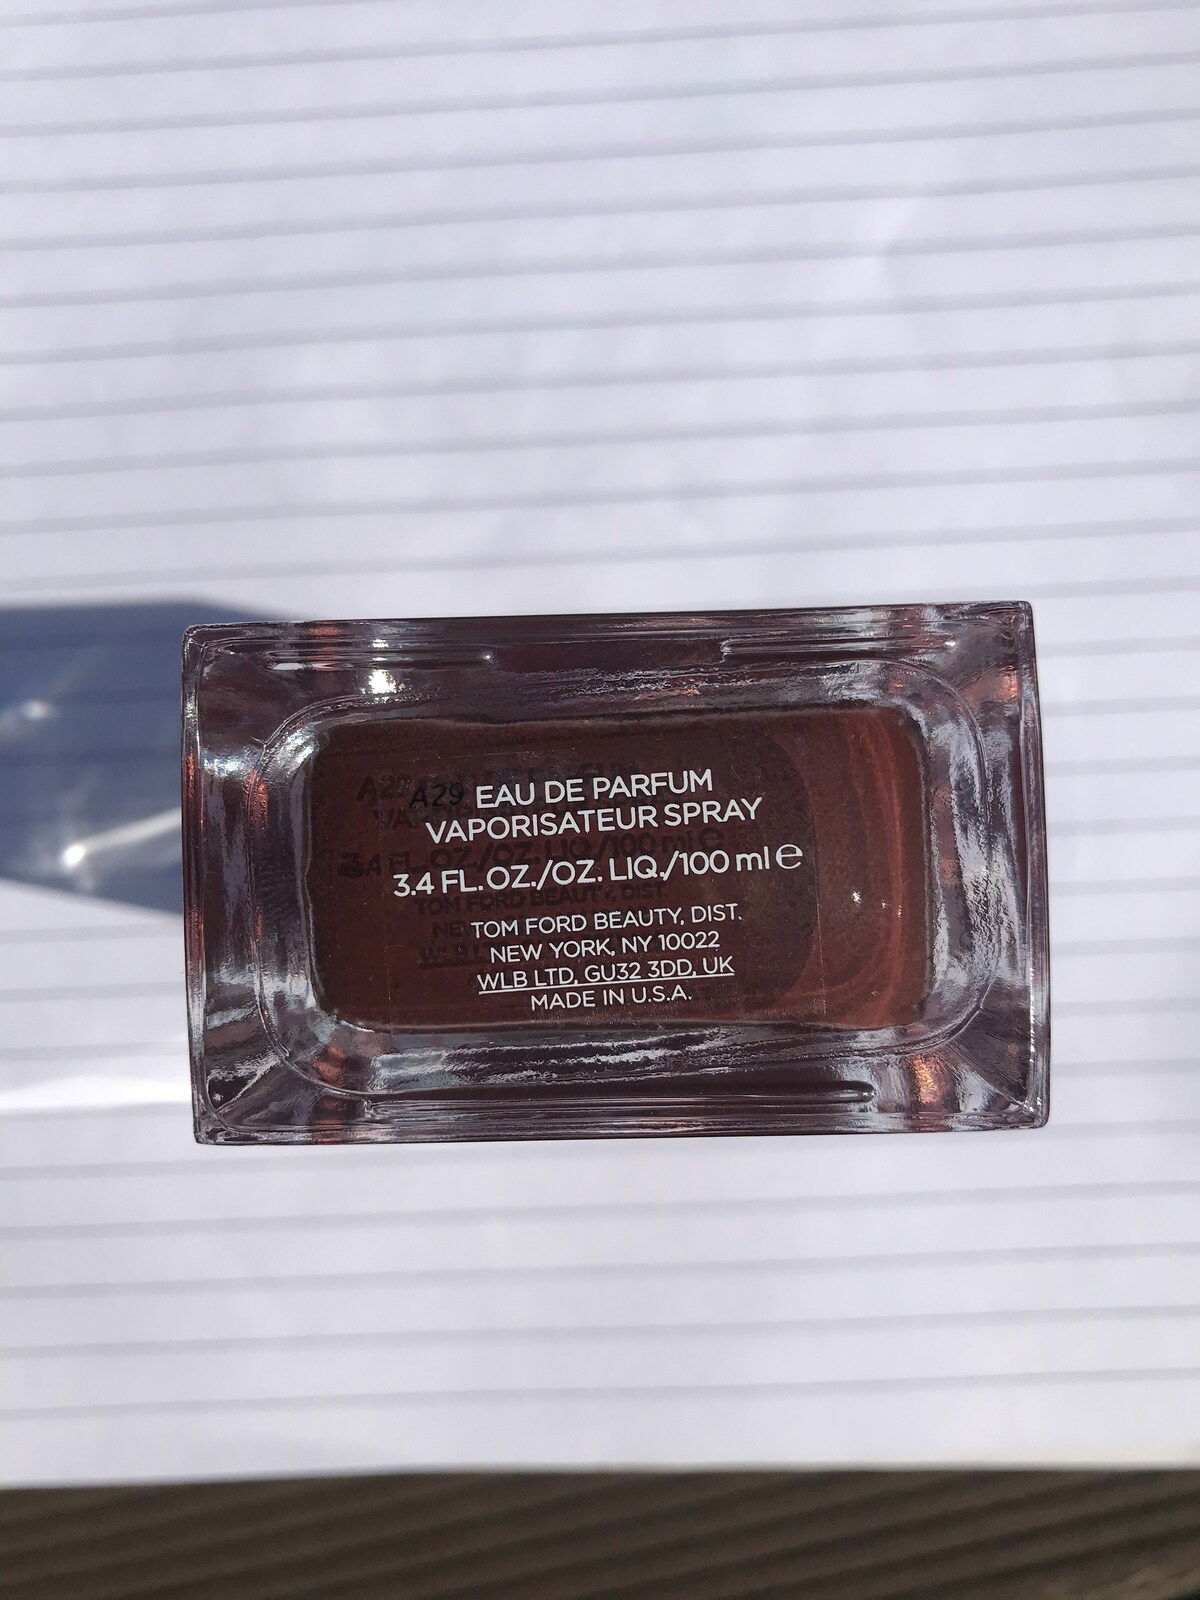 A29 EAU DE PARFUM
VAPORISATEUR SPRAY
3.4 FL. OZ./OZ. LIQ./100 ml ℮
TOM FORD BEAUTY, DIST.
NEW YORK, NY 10022
WLB LTD, GU32 3DD, UK
MADE IN U.S.A.